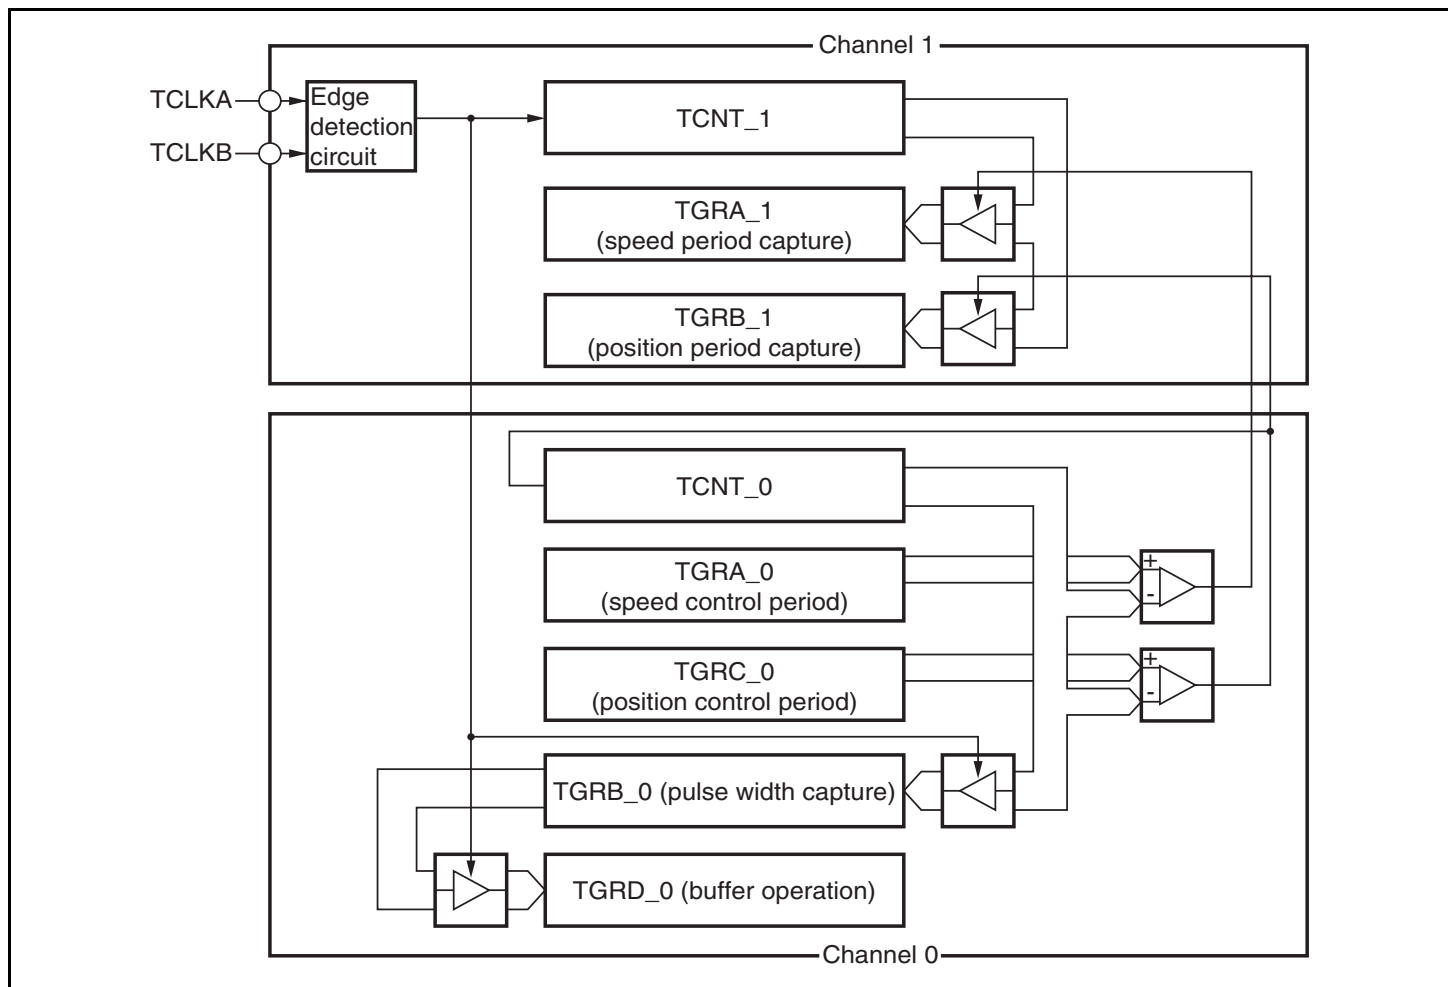 Channel 1
TCLKA
TCLKB
Edge
detection
circuit
TCNT_1
TGRA_1
(speed period capture)
TGRB_1
(position period capture)
TCNT_0
TGRA_0
(speed control period)
+
-
TGRC_0
(position control period)
+
-
TGRB_0 (pulse width capture)
TGRD_0 (buffer operation)
Channel 0